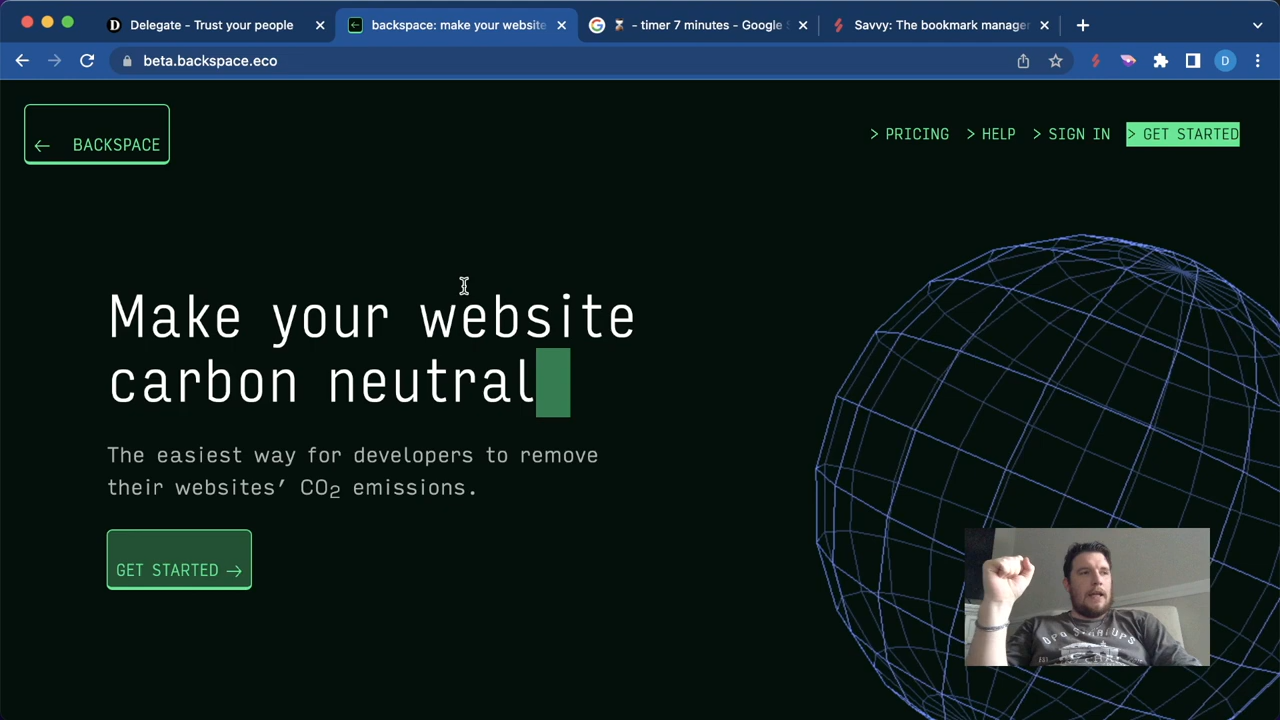 Delegate - Trust your people
backspace: make your website
- timer 7 minutes - Google S
Savvy: The bookmark manager
beta.backspace.eco
D
← BACKSPACE
> PRICING > HELP > SIGN IN > GET STARTED
Make your website
carbon neutral
The easiest way for developers to remove
their websites’ CO2 emissions.
GET STARTED →